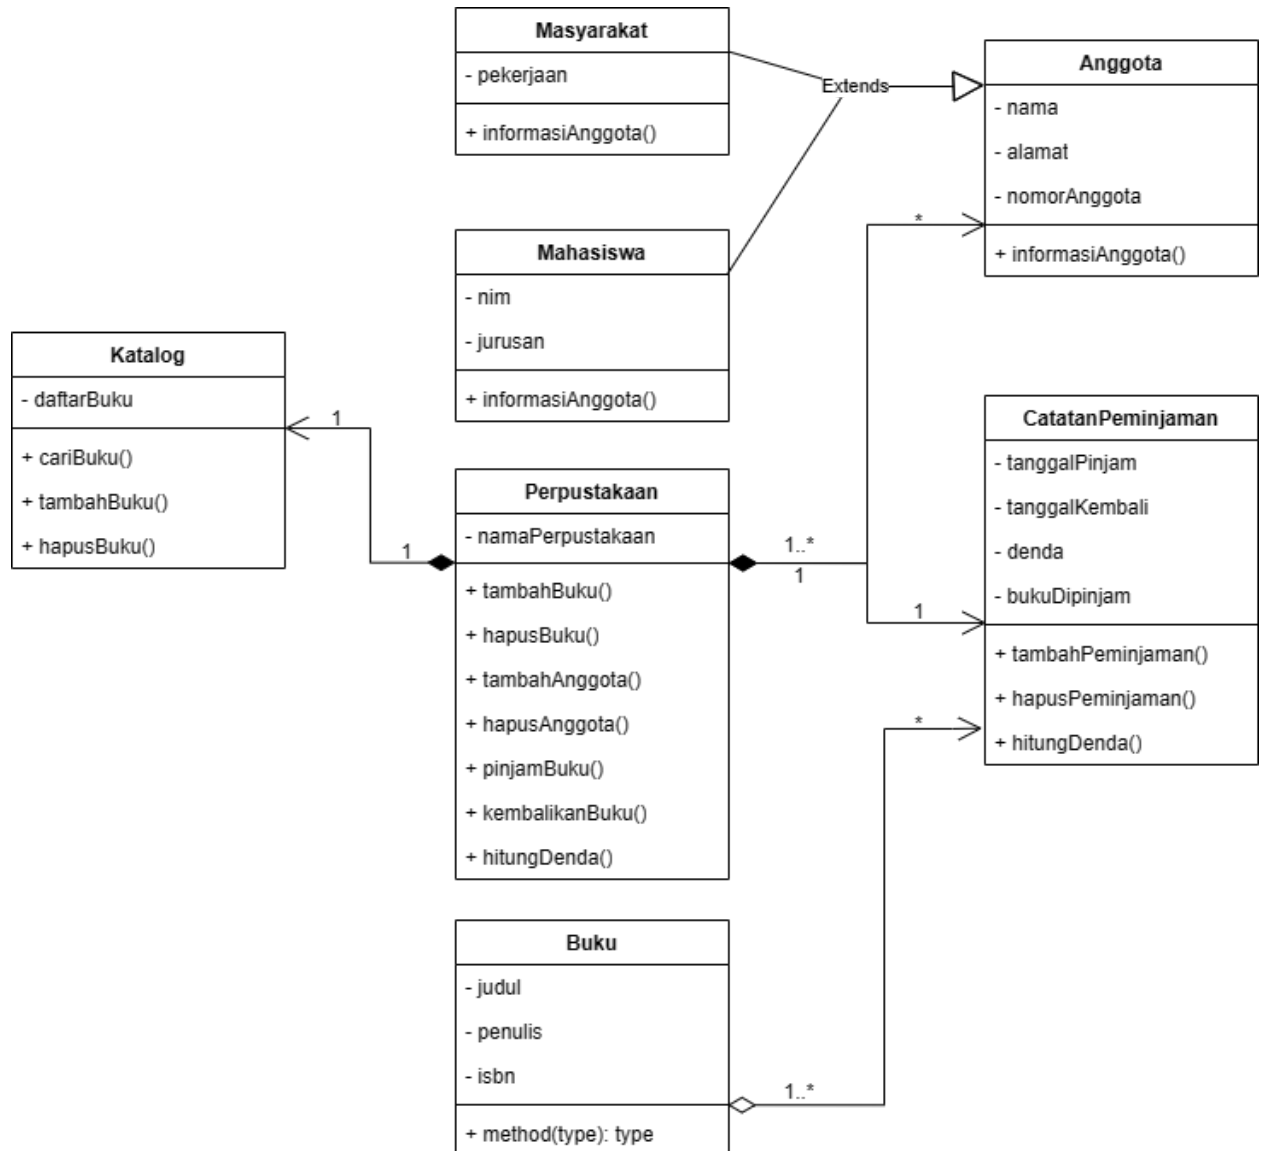 Masyarakat
- pekerjaan
+ informasiAnggota()
Extends
Anggota
- nama
- alamat
- nomorAnggota
+ informasiAnggota()
*
Mahasiswa
- nim
- jurusan
+ informasiAnggota()
Katalog
- daftarBuku
+ cariBuku()
+ tambahBuku()
+ hapusBuku()
1
1
Perpustakaan
- namaPerpustakaan
+ tambahBuku()
+ hapusBuku()
+ tambahAnggota()
+ hapusAnggota()
+ pinjamBuku()
+ kembalikanBuku()
+ hitungDenda()
1..*
1
1
CatatanPeminjaman
- tanggalPinjam
- tanggalKembali
- denda
- bukuDipinjam
+ tambahPeminjaman()
+ hapusPeminjaman()
+ hitungDenda()
*
Buku
- judul
- penulis
- isbn
+ method(type): type
1..*